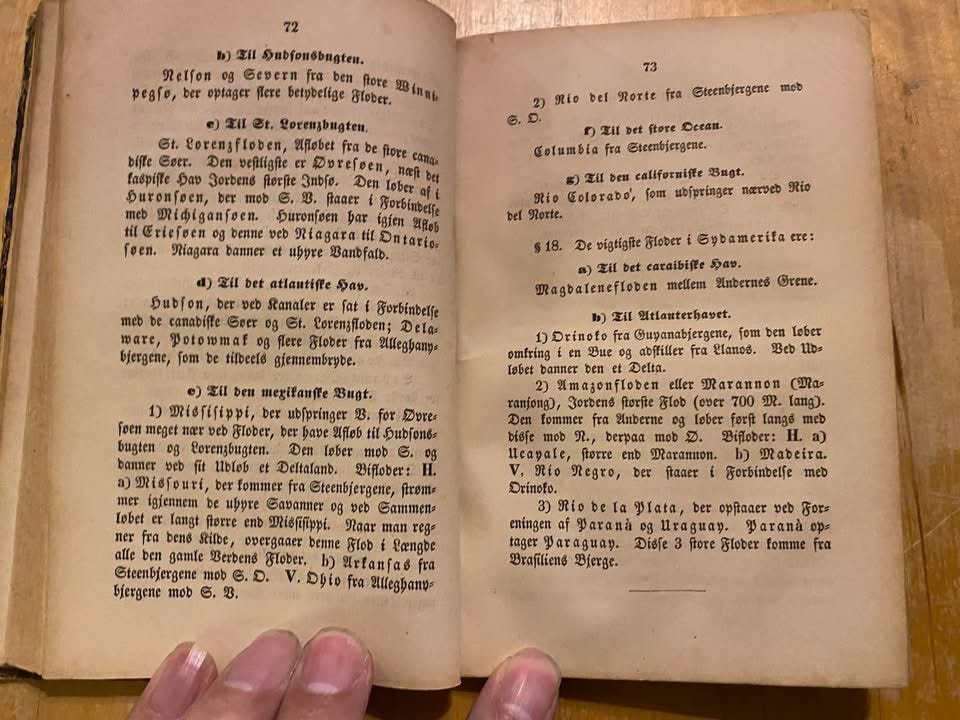 72
b) Til Hudsonsbugten.
Nelson og Severn fra den store Winni-
pegsø, der optager flere betydelige Floder.
c) Til St. Lorenzbugten.
St. Lorenzfloden, Afløbet fra de store cana-
diske Søer. Den vestligste er Øvresøen, næst det
kaspiske Hav Jordens største Indsø. Den løber af i
Huronsøen, der mod S. V. staaer i Forbindelse
med Michigansøen. Huronsøen har igjen Afløb
til Eriesøen og denne ved Niagara til Ontario-
søen. Niagara danner et uhyre Vandfald.
d) Til det atlantiske Hav.
Hudson, der ved Kanaler er sat i Forbindelse
med de canadiske Søer og St. Lorenzfloden; Dela-
ware, Potowmak og flere Floder fra Alleghany-
bjergene, som de tildeels gjennembryde.
e) Til den mexikanske Bugt.
1) Missisippi, der udspringer V. for Øvre-
søen meget nær ved Floder, der have Afløb til Hudsons-
bugten og Lorenzbugten. Den løber mod S. og
danner ved sit Udløb et Deltaland. Bifloder: H.
a) Missouri, der kommer fra Steenbjergene, strøm-
mer igjennem de uhyre Savanner og ved Sammen-
løbet er langt større end Missisippi. Naar man reg-
ner fra dens Kilde, overgaaer denne Flod i Længde
alle den gamle Verdens Floder. b) Arkansas fra
Steenbjergene mod S. O. V. Ohio fra Alleghany-
bjergene mod S. V.
73
2) Rio del Norte fra Steenbjergene mod
S. O.
f) Til det store Ocean.
Columbia fra Steenbjergene.
g) Til den californiske Bugt.
Rio Colorado', som udspringer nærved Rio
del Norte.
§ 18. De vigtigste Floder i Sydamerika ere:
a) Til det caraibiske Hav.
Magdalenefloden mellem Andernes Grene.
b) Til Atlanterhavet.
1) Orinoko fra Guyanabjergene, som den løber
omkring i en Bue og adskiller fra Llanos. Ved Ud-
løbet danner den et Delta.
2) Amazonfloden eller Marannon (Ma-
ranjong), Jordens største Flod (over 700 M. lang).
Den kommer fra Anderne og løber først langs med
disse mod N., derpaa mod O. Bifloder: H. a)
Ucayale, større end Marannon. b) Madeira.
V. Rio Negro, der staaer i Forbindelse med
Orinoko.
3) Rio de la Plata, der opstaaer ved For-
eningen af Paranà og Uraguay. Paranà op-
tager Paraguay. Disse 3 store Floder komme fra
Brasiliens Bjerge.